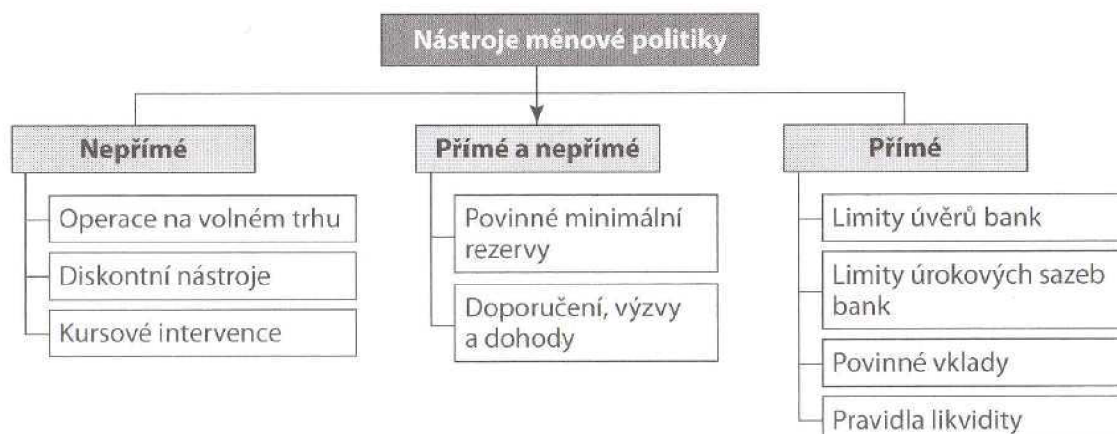 Nástroje měnové politiky
Nepřímé
Operace na volném trhu
Diskontní nástroje
Kursové intervence
Přímé a nepřímé
Povinné minimální
rezervy
Doporučení, výzvy
a dohody
Přímé
Limity úvěrů bank
Limity úrokových sazeb
bank
Povinné vklady
Pravidla likvidity